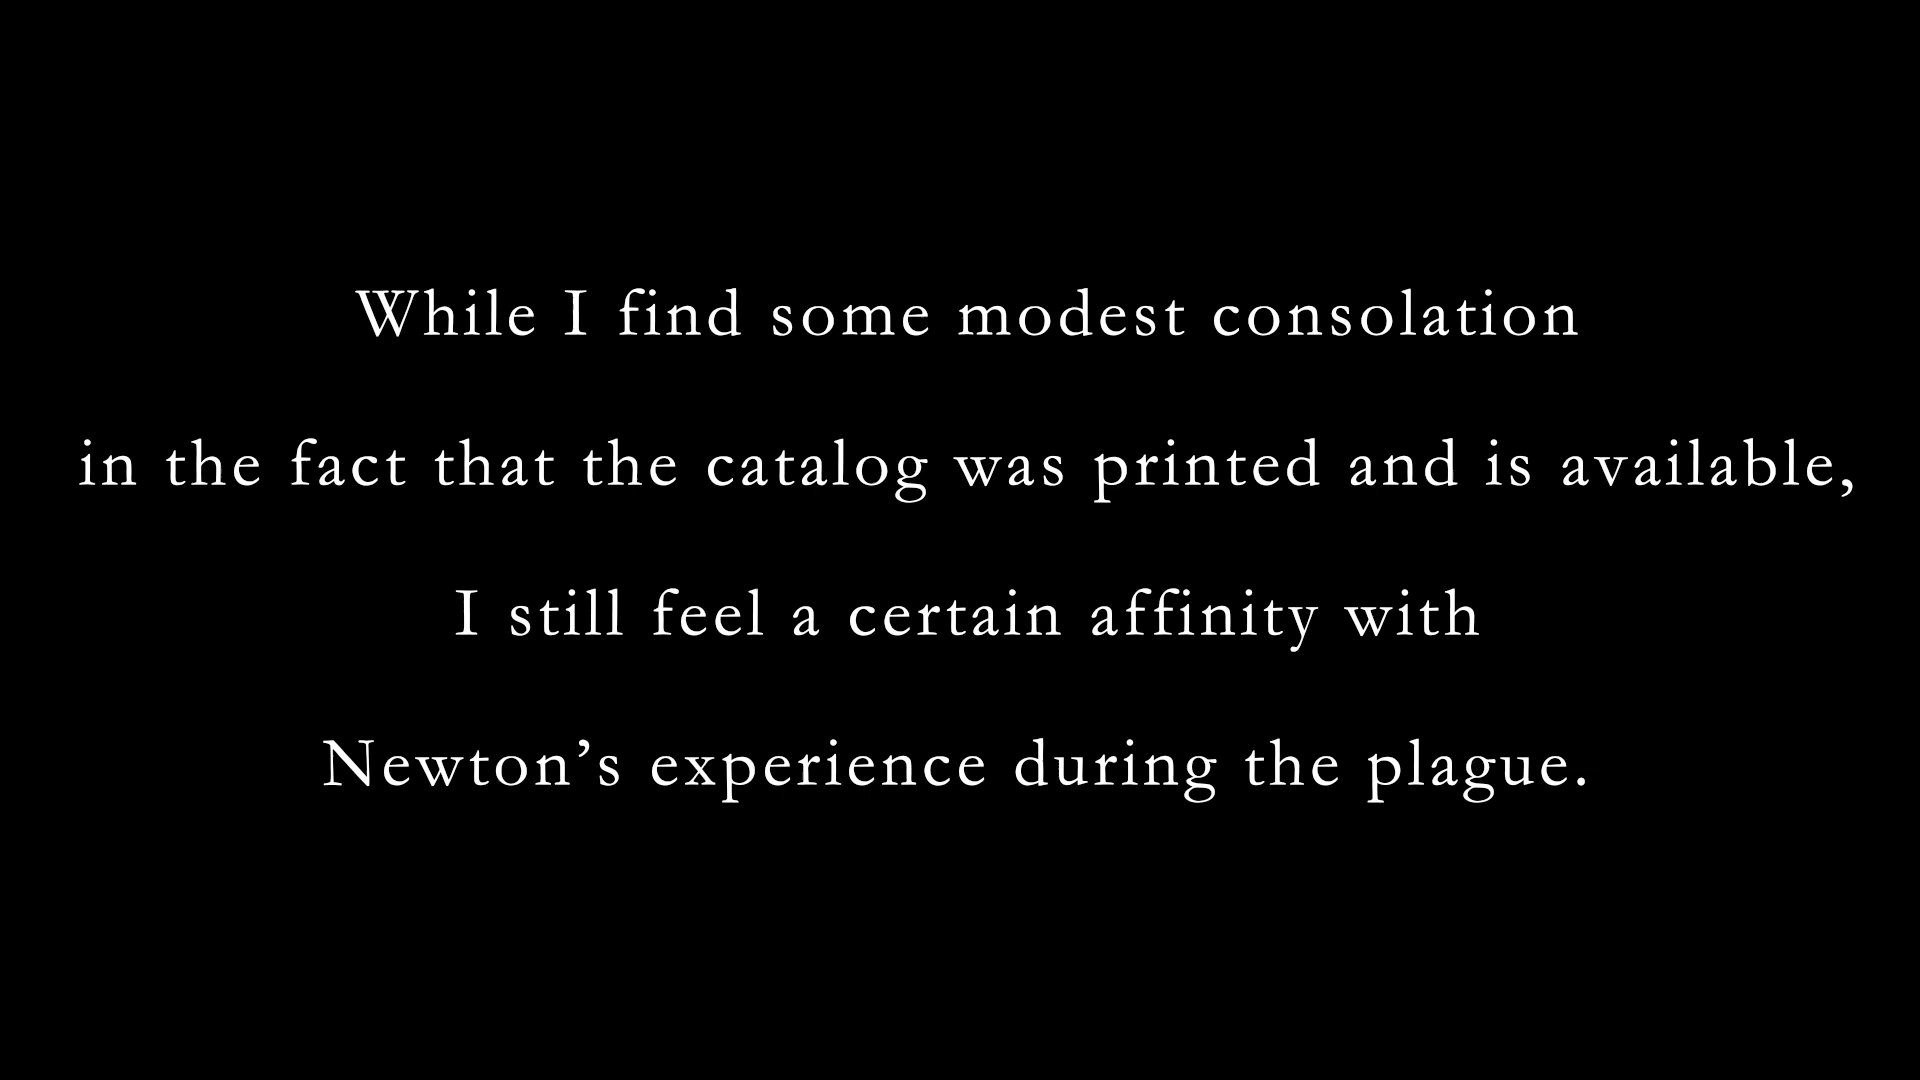 While I find some modest consolation
in the fact that the catalog was printed and is available,
I still feel a certain affinity with
Newton’s experience during the plague.